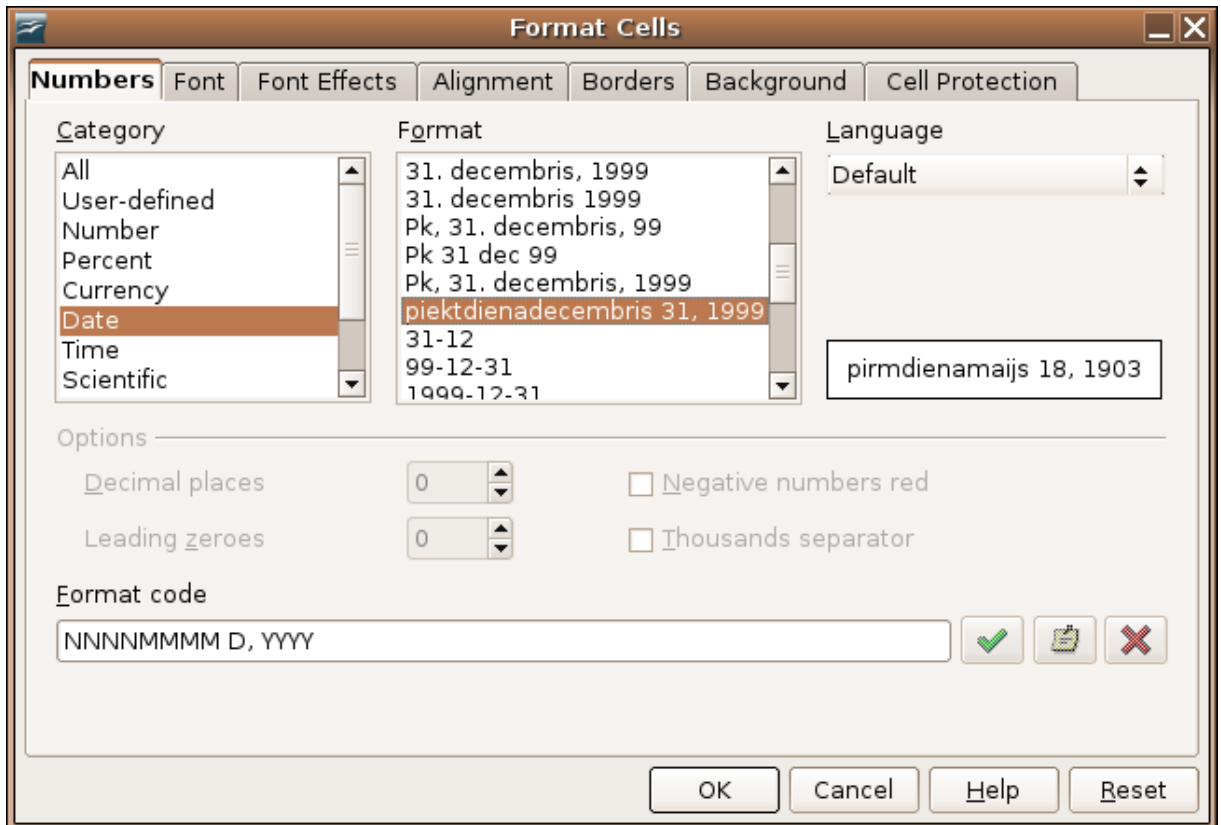 Format Cells
Numbers Font Font Effects Alignment Borders Background Cell Protection
Category
All
User-defined
Number
Percent
Currency
Date
Time
Scientific
Format
31. decembris, 1999
31. decembris 1999
Pk, 31. decembris, 99
Pk 31 dec 99
Pk, 31. decembris, 1999
piektdienadecembris 31, 1999
31-12
99-12-31
1999-12-31
Language
Default
pirmdienamaijs 18, 1903
Options
Decimal places 0 Negative numbers red
Leading zeroes 0 Thousands separator
Format code
NNNNMMMM D, YYYY
OK Cancel Help Reset